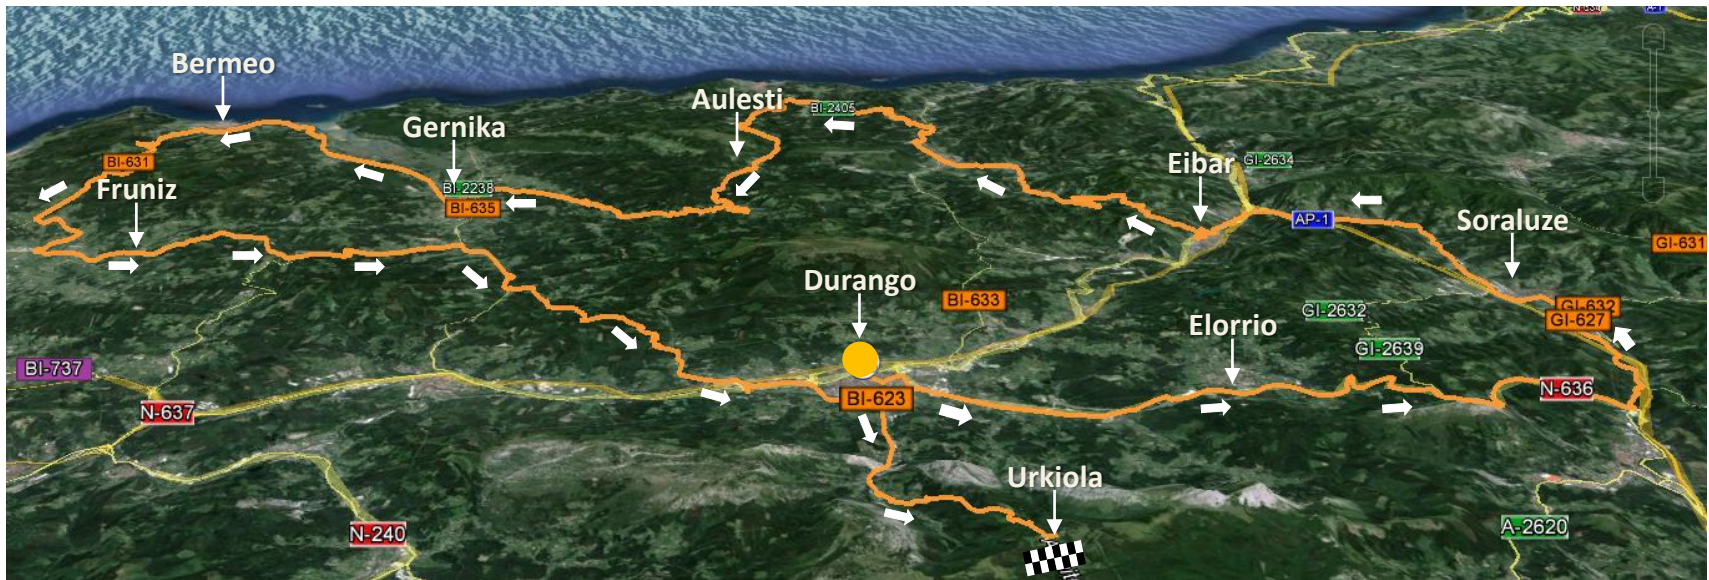 N-634
A-1
Bermeo
Aulesti
BI-2405
Gernika
BI-631
Eibar
GI-2634
Fruniz
BI-2238
BI-635
AP-1
Soraluze
GI-631
Durango
BI-633
GI-2632
GI-632
GI-627
Elorrio
GI-2639
BI-737
N-637
BI-623
N-636
Urkiola
N-240
A-2620